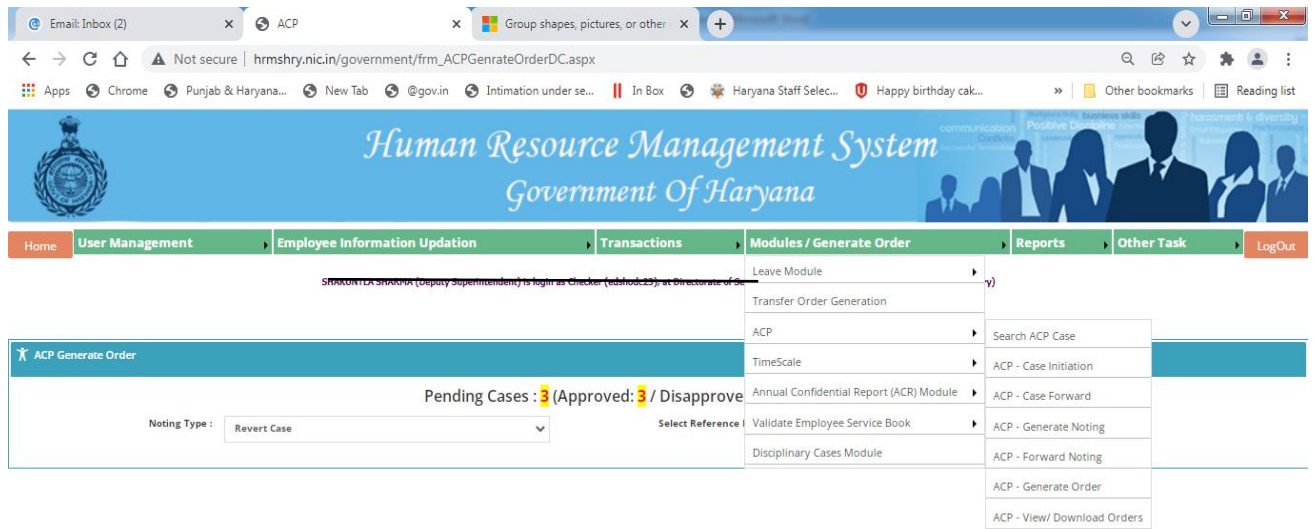 Email: Inbox (2)
ACP
Group shapes, pictures, or other
Not secure | hrmshry.nic.in/government/frm_ACPGenrateOrderDC.aspx
Apps Chrome Punjab & Haryana... New Tab @gov.in Intimation under se... In Box Haryana Staff Selec... Happy birthday cak... » Other bookmarks Reading list
Human Resource Management System
Government Of Haryana
Home User Management Employee Information Updation Transactions Modules / Generate Order Reports Other Task LogOut
Leave Module
Transfer Order Generation
ACP
TimeScale
Annual Confidential Report (ACR) Module
Validate Employee Service Book
Disciplinary Cases Module
Search ACP Case
ACP - Case Initiation
ACP - Case Forward
ACP - Generate Noting
ACP - Forward Noting
ACP - Generate Order
ACP - View/ Download Orders
ACP Generate Order
Pending Cases : 3 (Approved: 3 / Disapprove
Noting Type : Revert Case Select Reference